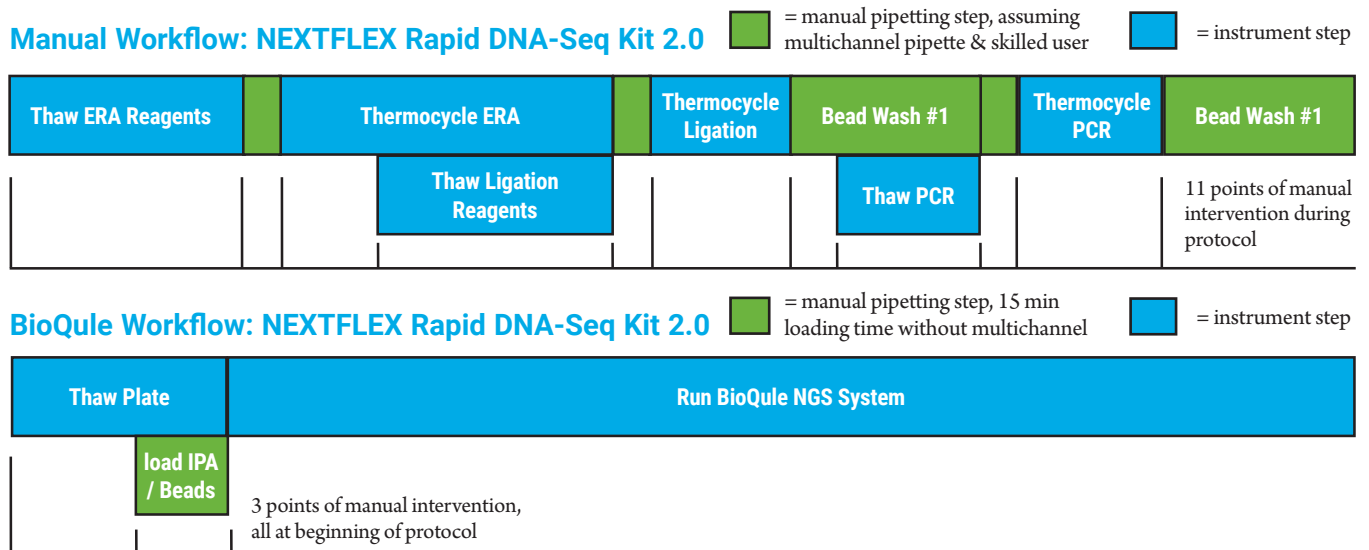 Manual Workflow: NEXTFLEX Rapid DNA-Seq Kit 2.0
= manual pipetting step, assuming
multichannel pipette & skilled user
= instrument step
Thaw ERA Reagents
Thermocycle ERA
Thermocycle
Ligation
Bead Wash #1
Thermocycle
PCR
Bead Wash #1
Thaw Ligation
Reagents
Thaw PCR
11 points of manual
intervention during
protocol
BioQule Workflow: NEXTFLEX Rapid DNA-Seq Kit 2.0
= manual pipetting step, 15 min
loading time without multichannel
= instrument step
Thaw Plate
Run BioQule NGS System
load IPA
/ Beads
3 points of manual intervention,
all at beginning of protocol